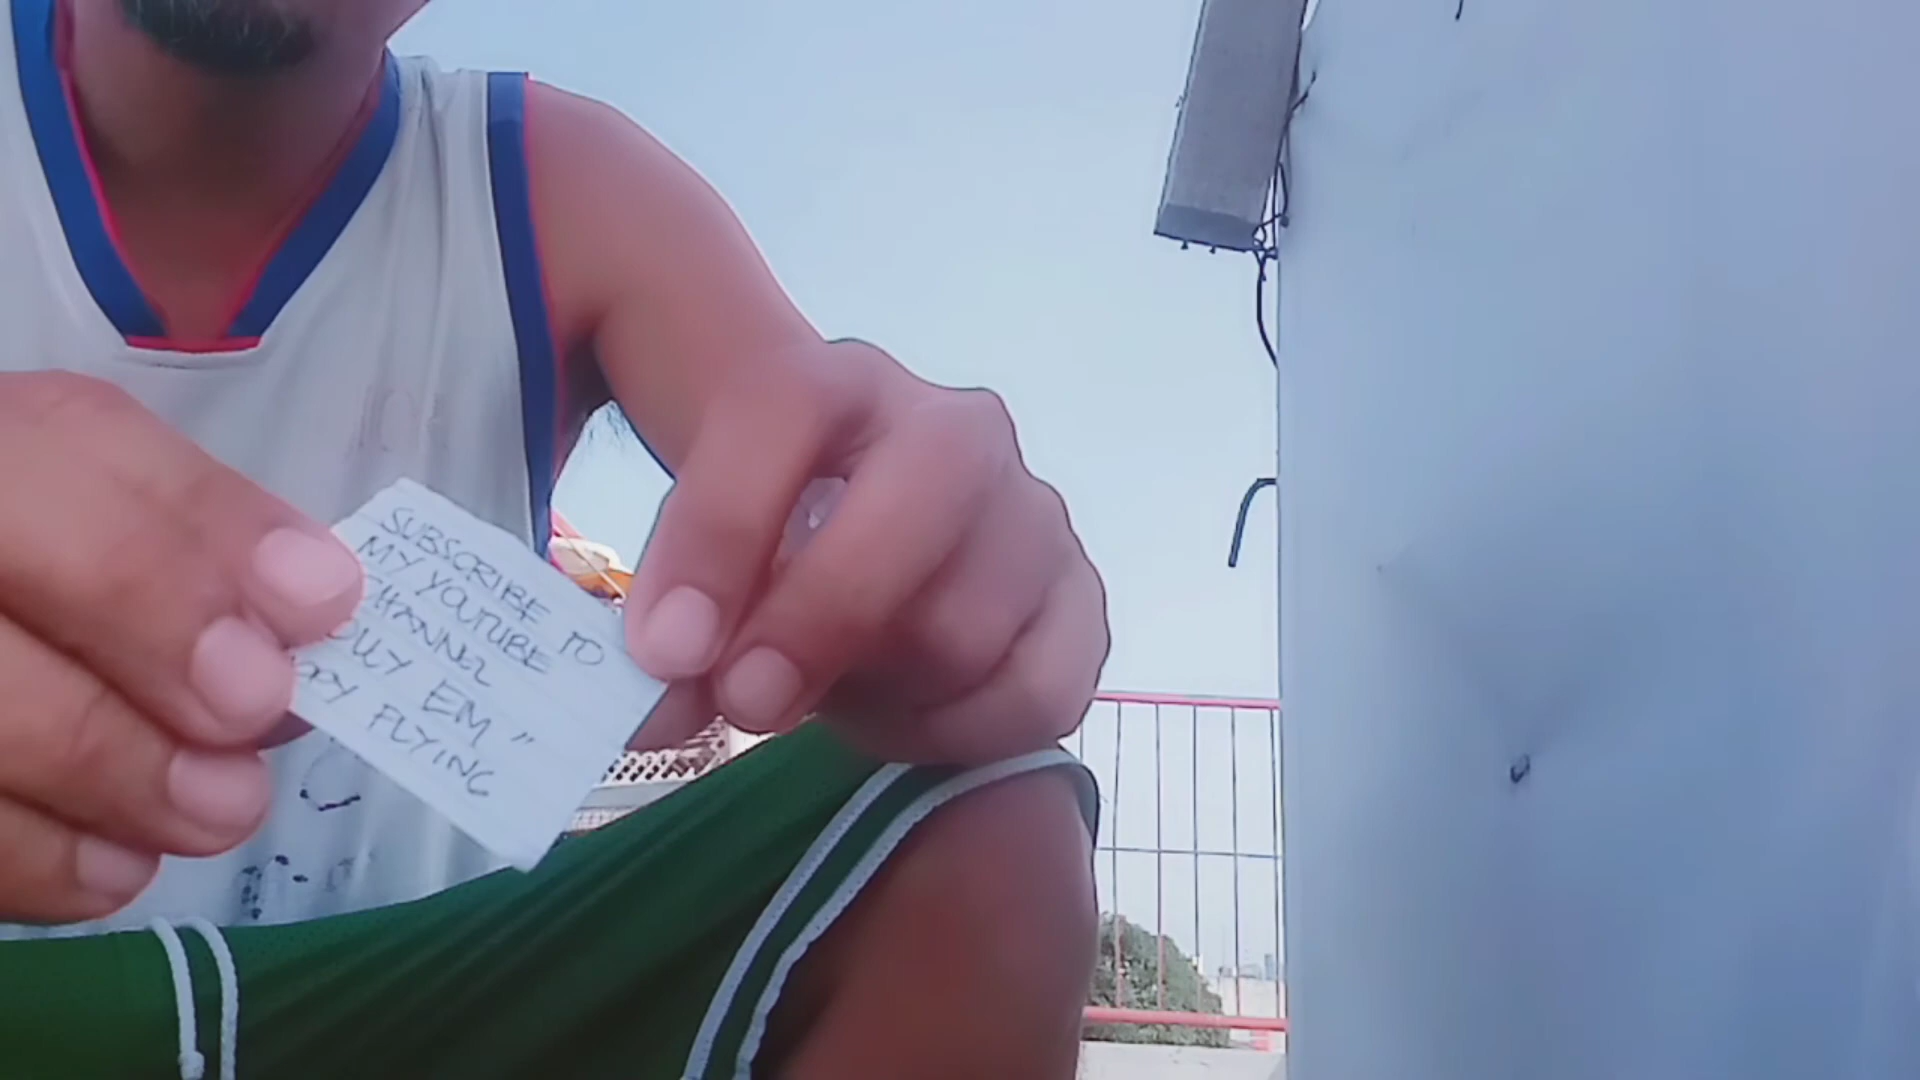 SUBSCRIBE TO
MY YOUTUBE
CHANNEL
EM"
FLYING